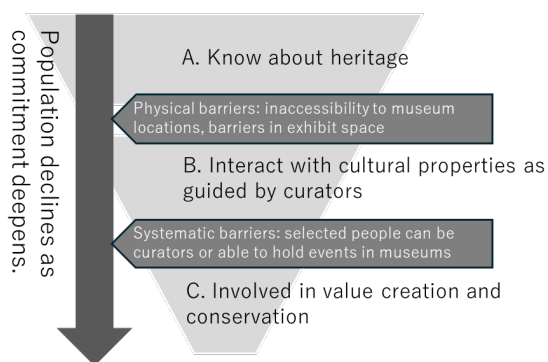 Population declines as
commitment deepens.
A. Know about heritage
Physical barriers: inaccessibility to museum
locations, barriers in exhibit space
B. Interact with cultural properties as
guided by curators
Systematic barriers: selected people can be
curators or able to hold events in museums
C. Involved in value creation and
conservation